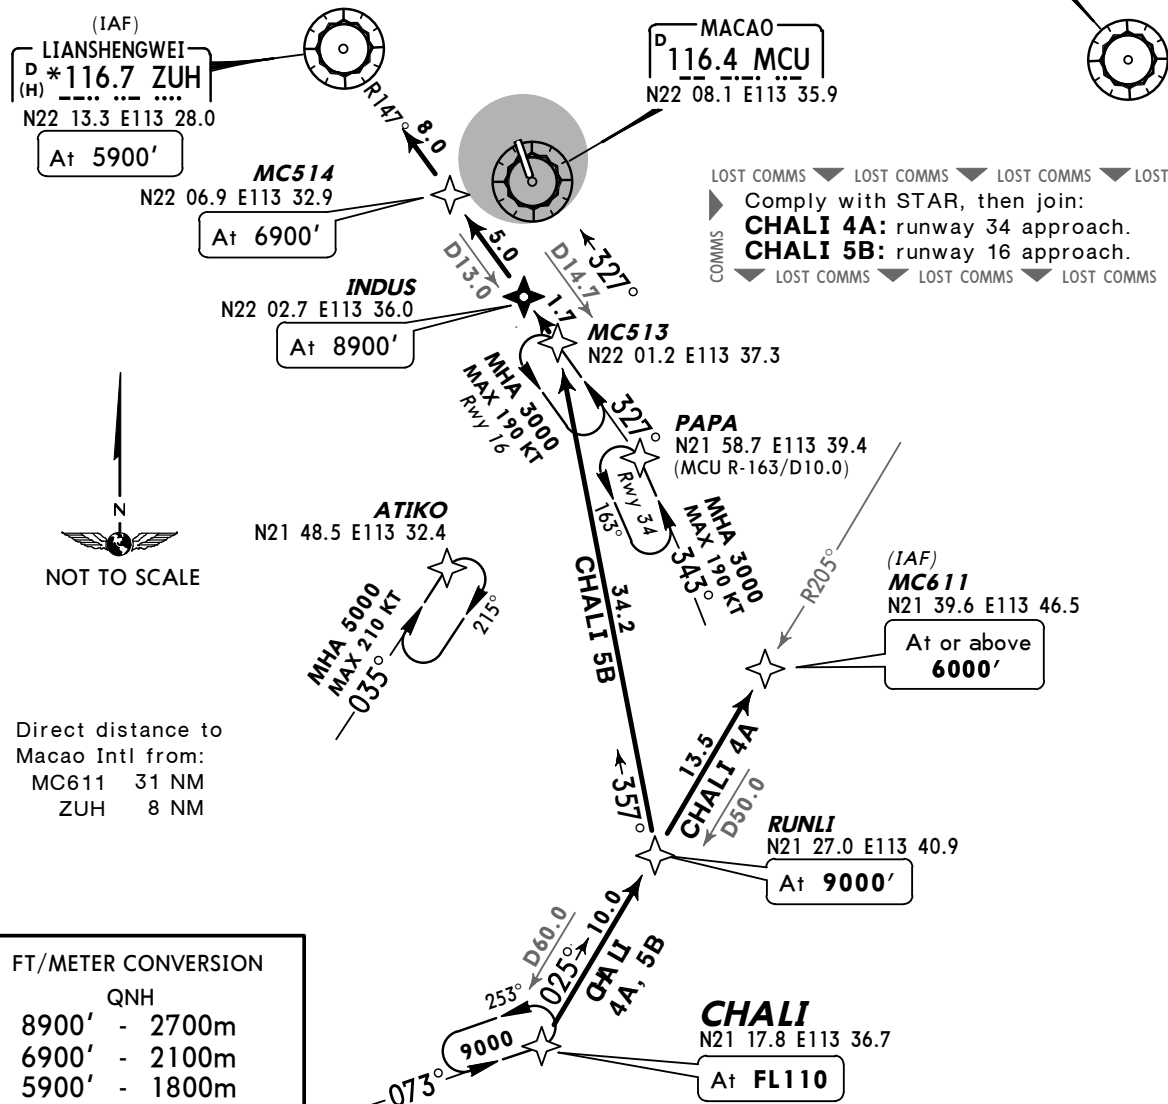 (IAF)
LIANSHENGWEI
D
(H)
*116.7 ZUH
N22 13.3 E113 28.0
At 5900'
R147°
8.0
MACAO
D
116.4 MCU
N22 08.1 E113 35.9
MC514
N22 06.9 E113 32.9
At 6900'
5.0
D13.0
D14.7
327°
LOST COMMS LOST COMMS LOST COMMS LOST
COMMS
Comply with STAR, then join:
CHALI 4A: runway 34 approach.
CHALI 5B: runway 16 approach.
LOST COMMS LOST COMMS LOST COMMS
INDUS
N22 02.7 E113 36.0
At 8900'
1.7
MC513
N22 01.2 E113 37.3
MHA 3000
MAX 190 KT
Rwy 16
327°
PAPA
N21 58.7 E113 39.4
(MCU R-163/D10.0)
Rwy 34
163°
MHA 3000
MAX 190 KT
343°
N
NOT TO SCALE
ATIKO
N21 48.5 E113 32.4
215°
MHA 5000
MAX 210 KT
035°
34.2
CHALI 5B
R205°
(IAF)
MC611
N21 39.6 E113 46.5
At or above
6000'
Direct distance to
Macao Intl from:
MC611 31 NM
ZUH 8 NM
13.5
CHALI 4A
D50.0
357°
RUNLI
N21 27.0 E113 40.9
At 9000'
D60.0
025°
10.0
CHALI
4A, 5B
253°
9000
073°
CHALI
N21 17.8 E113 36.7
At FL110
FT/METER CONVERSION
QNH
8900' - 2700m
6900' - 2100m
5900' - 1800m